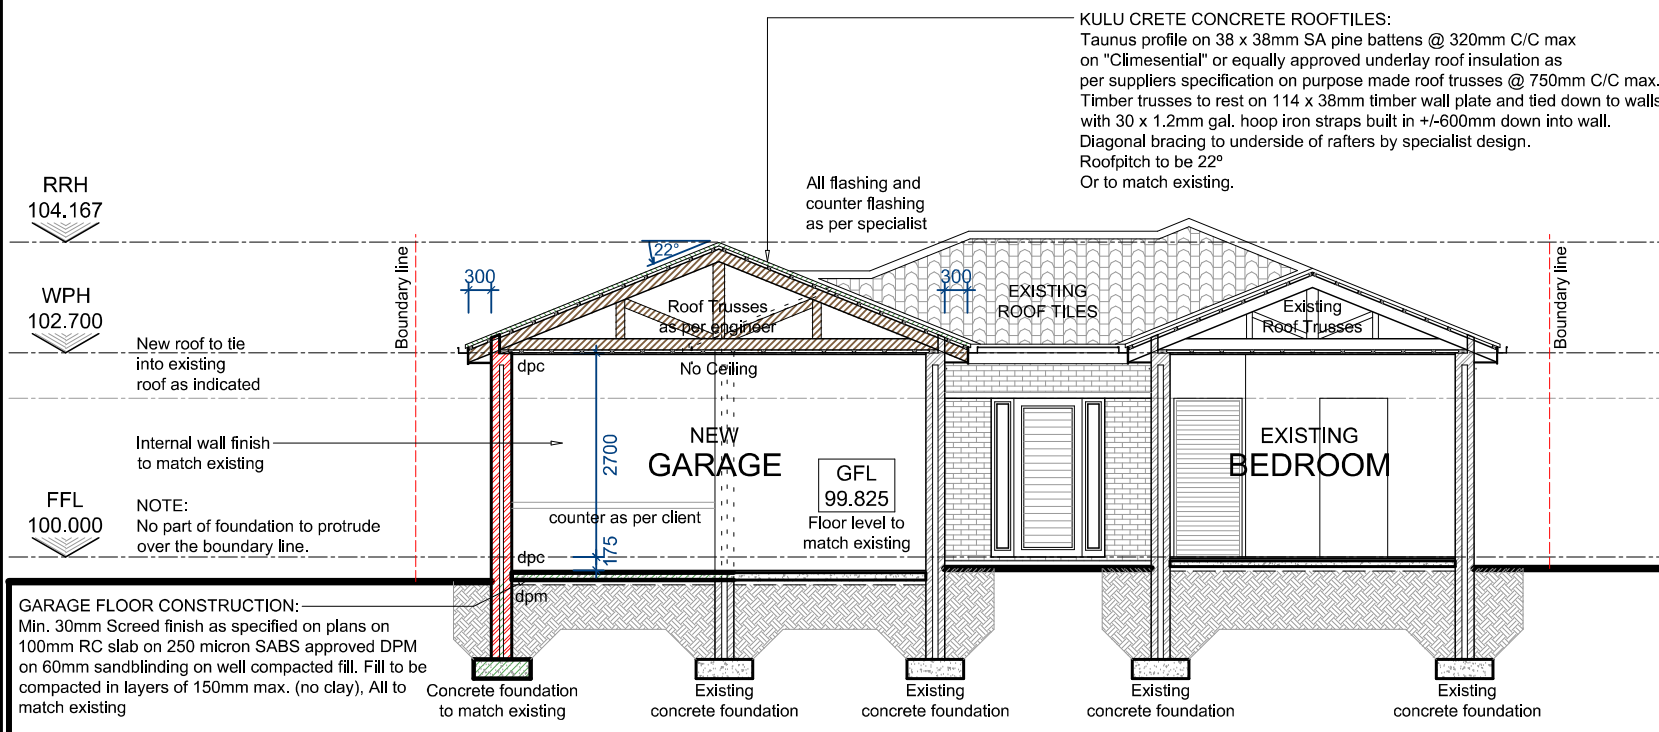 KULU CRETE CONCRETE ROOFTILES:
Taunus profile on 38 x 38mm SA pine battens @ 320mm C/C max
on "Climesential" or equally approved underlay roof insulation as
per suppliers specification on purpose made roof trusses @ 750mm C/C max.
Timber trusses to rest on 114 x 38mm timber wall plate and tied down to walls
with 30 x 1.2mm gal. hoop iron straps built in +/-600mm down into wall.
Diagonal bracing to underside of rafters by specialist design.
Roofpitch to be 22º
Or to match existing.
All flashing and
counter flashing
as per specialist
RRH
104.167
WPH
102.700
FFL
100.000
Boundary line
New roof to tie
into existing
roof as indicated
Internal wall finish
to match existing
NOTE:
No part of foundation to protrude
over the boundary line.
300
22°
Roof Trusses
as per engineer
No Ceiling
300
EXISTING
ROOF TILES
Existing
Roof Trusses
Boundary line
dpc
2700
NEW
GARAGE
GFL
99.825
Floor level to
match existing
counter as per client
dpc
175
dpm
EXISTING
BEDROOM
GARAGE FLOOR CONSTRUCTION:
Min. 30mm Screed finish as specified on plans on
100mm RC slab on 250 micron SABS approved DPM
on 60mm sandblinding on well compacted fill. Fill to be
compacted in layers of 150mm max. (no clay), All to
match existing
Concrete foundation
to match existing
Existing
concrete foundation
Existing
concrete foundation
Existing
concrete foundation
Existing
concrete foundation